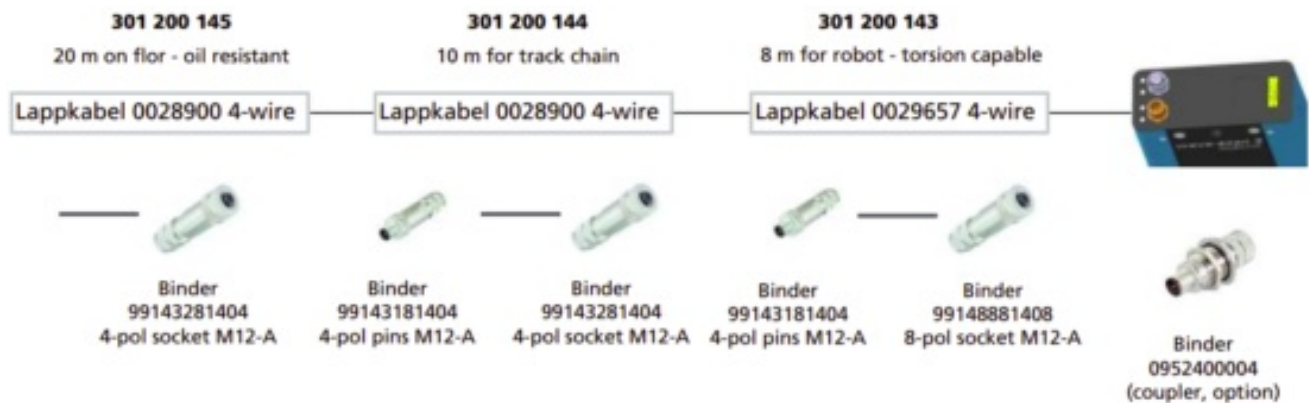 301 200 145
301 200 144
301 200 143
20 m on flor - oil resistant
10 m for track chain
8 m for robot - torsion capable
Lappkabel 0028900 4-wire
Lappkabel 0028900 4-wire
Lappkabel 0029657 4-wire
Binder
99143281404
4-pol socket M12-A
Binder
99143181404
4-pol pins M12-A
Binder
99143281404
4-pol socket M12-A
Binder
99143181404
4-pol pins M12-A
Binder
99148881408
8-pol socket M12-A
Binder
0952400004
(coupler, option)